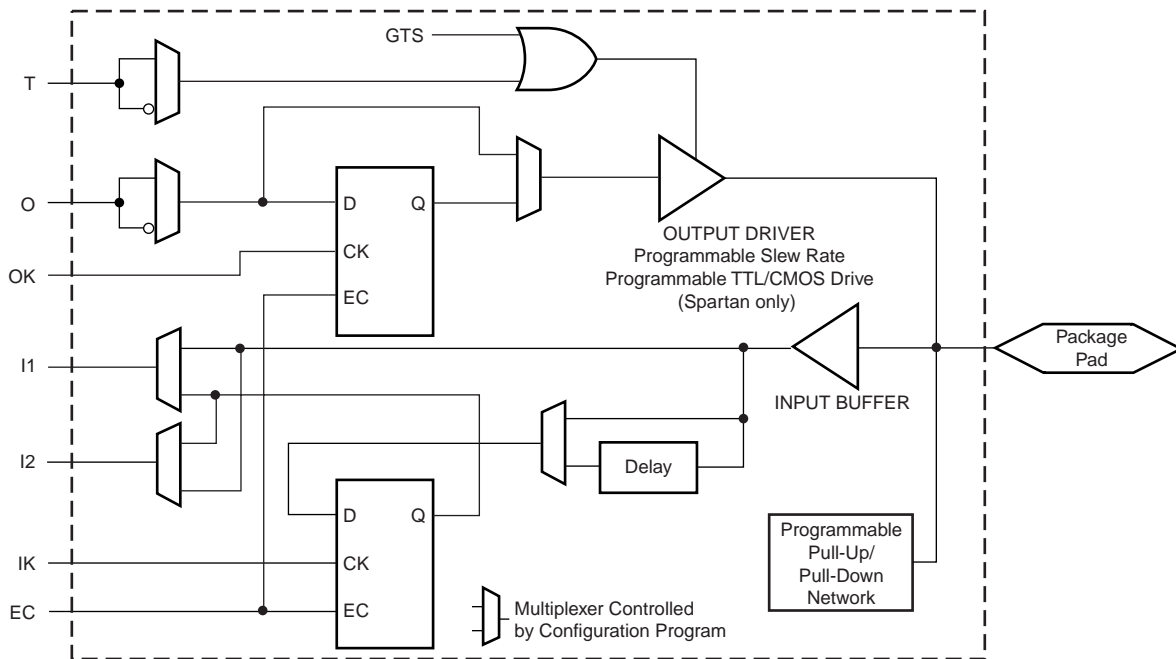 GTS
T
O
D
Q
OK
CK
EC
OUTPUT DRIVER
Programmable Slew Rate
Programmable TTL/CMOS Drive
(Spartan only)
I1
Package
Pad
INPUT BUFFER
I2
Delay
D
Q
Programmable
Pull-Up/
Pull-Down
Network
IK
CK
EC
EC
Multiplexer Controlled
by Configuration Program